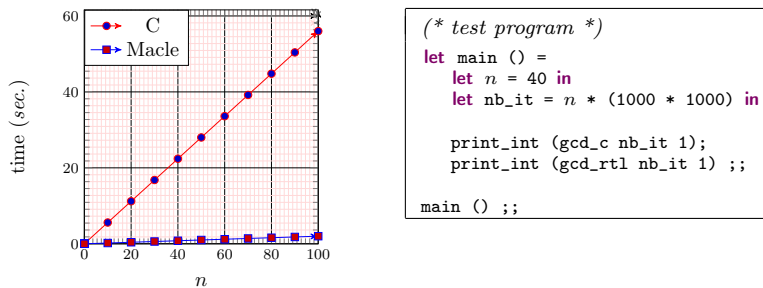 60
40
20
0
time (sec.)
C
Macle
0 20 40 60 80 100
n
(* test program *)
let main () =
let n = 40 in
let nb_it = n * (1000 * 1000) in
print_int (gcd_c nb_it 1);
print_int (gcd_rtl nb_it 1) ;;
main () ;;